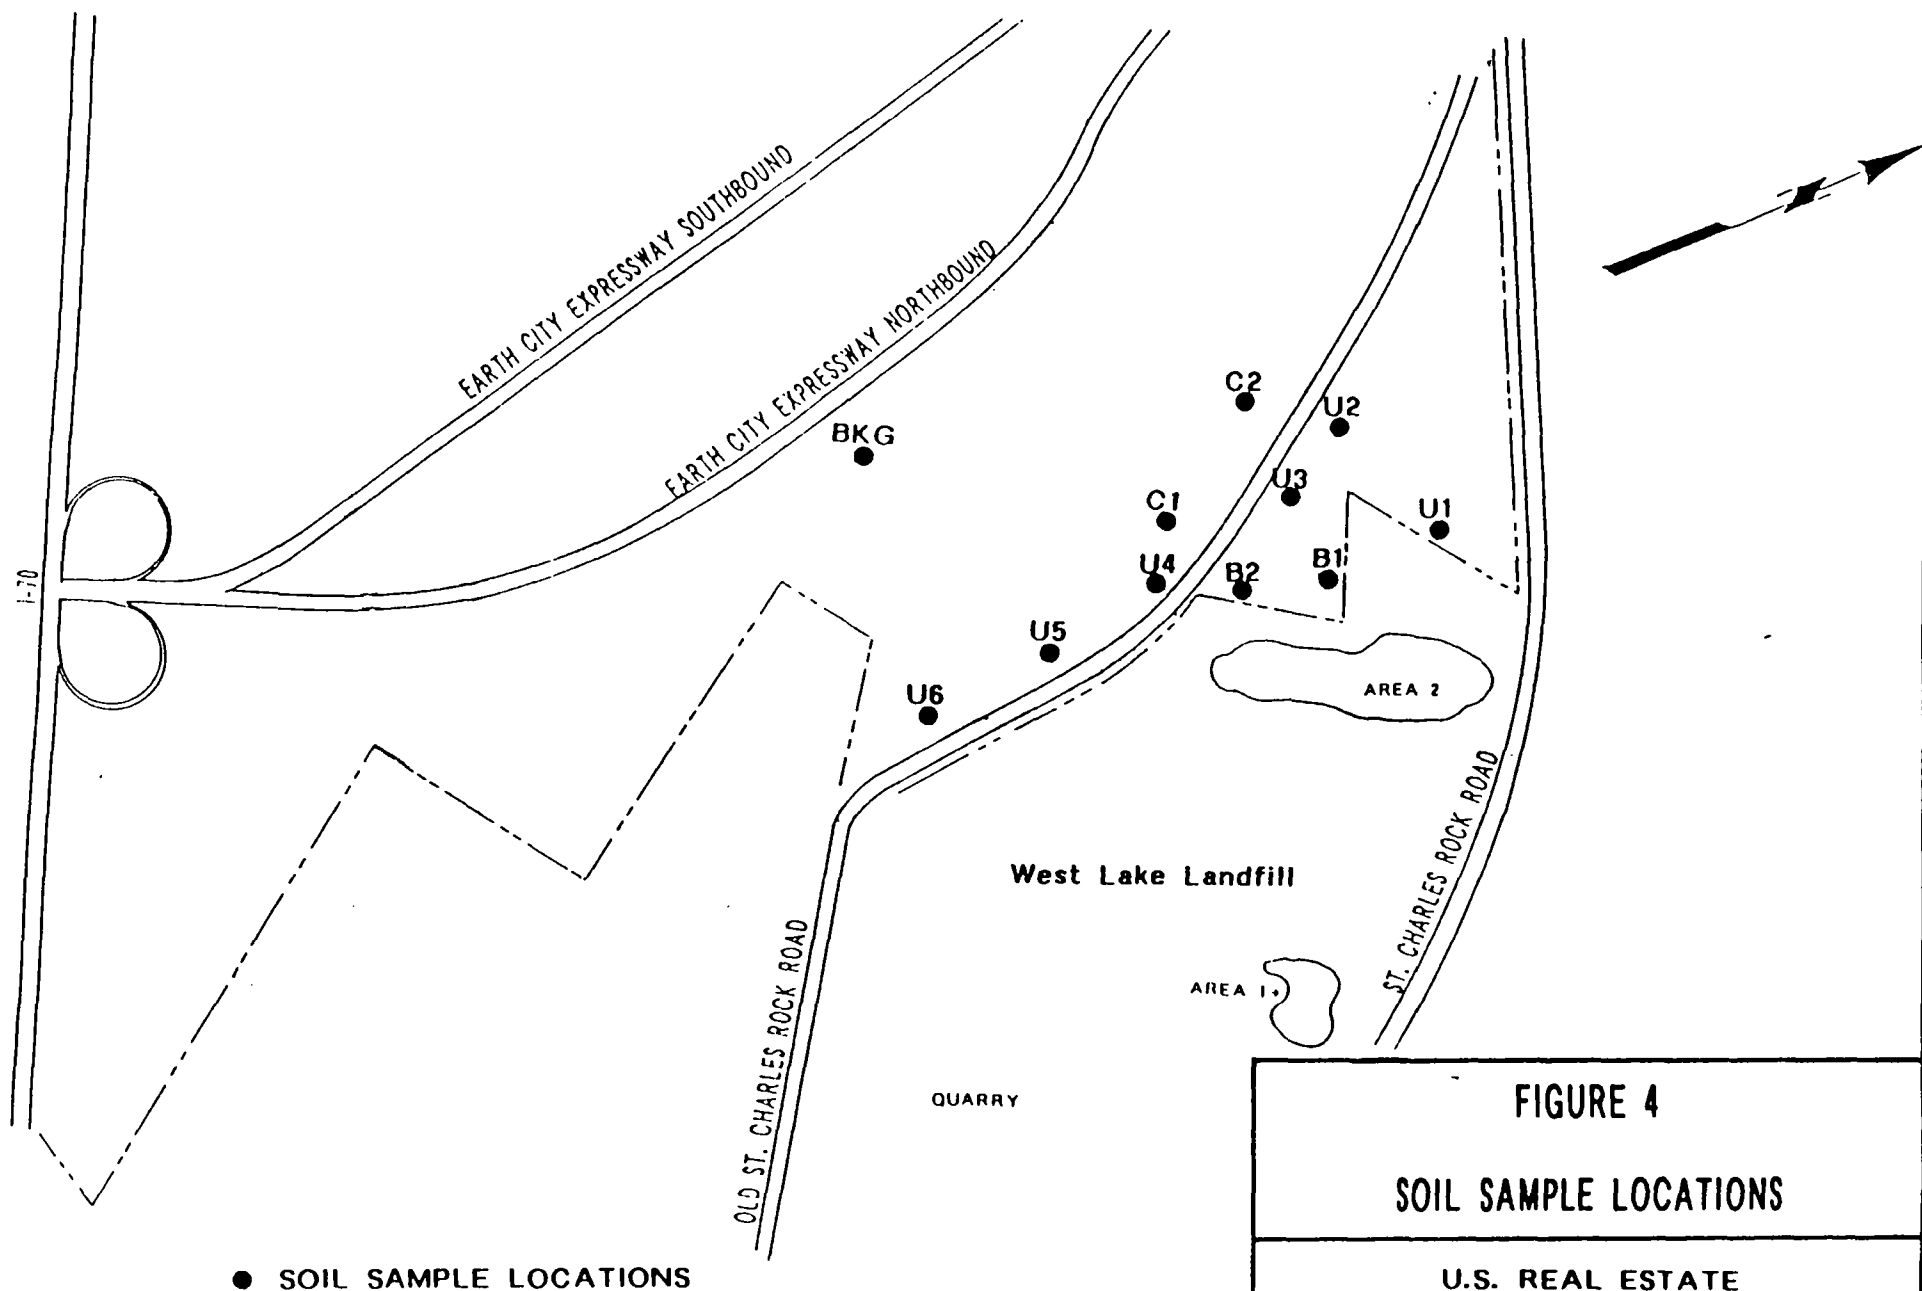 EARTH CITY EXPRESSWAY SOUTHBOUND
EARTH CITY EXPRESSWAY NORTHBOUND
C2
U2
BKG
U3
C1
U1
B1
U4
B2
I-70
U5
AREA 2
U6
West Lake Landfill
ST. CHARLES ROCK ROAD
AREA 1
OLD ST. CHARLES ROCK ROAD
QUARRY
FIGURE 4
SOIL SAMPLE LOCATIONS
U.S. REAL ESTATE
SOIL SAMPLE LOCATIONS